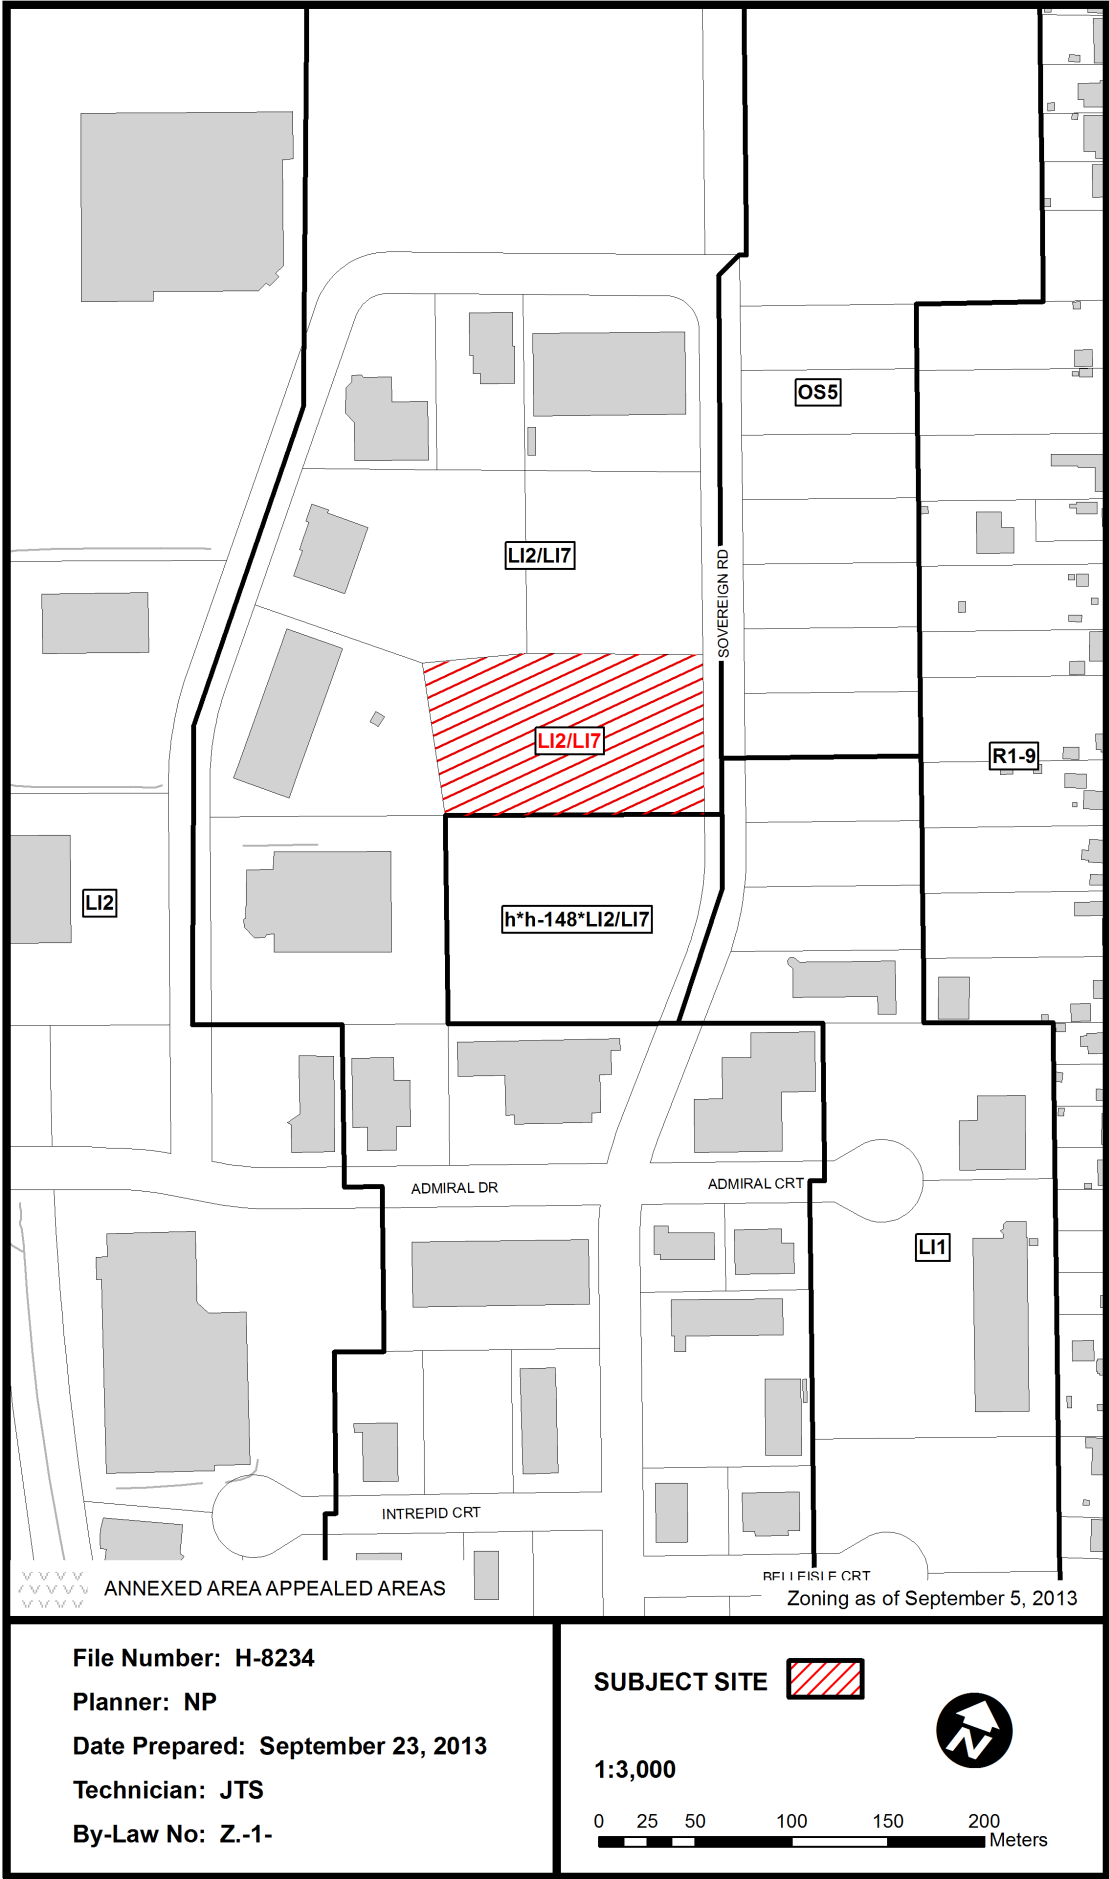 OS5
LI2/LI7
SOVEREIGN RD
LI2/LI7
R1-9
LI2
h*h-148*LI2/LI7
ADMIRAL DR
ADMIRAL CRT
LI1
INTREPID CRT
BELLEISLE CRT
ANNEXED AREA APPEALED AREAS
Zoning as of September 5, 2013
File Number: H-8234
Planner: NP
Date Prepared: September 23, 2013
Technician: JTS
By-Law No: Z.-1-
SUBJECT SITE
N
1:3,000
0 25 50 100 150 200
Meters